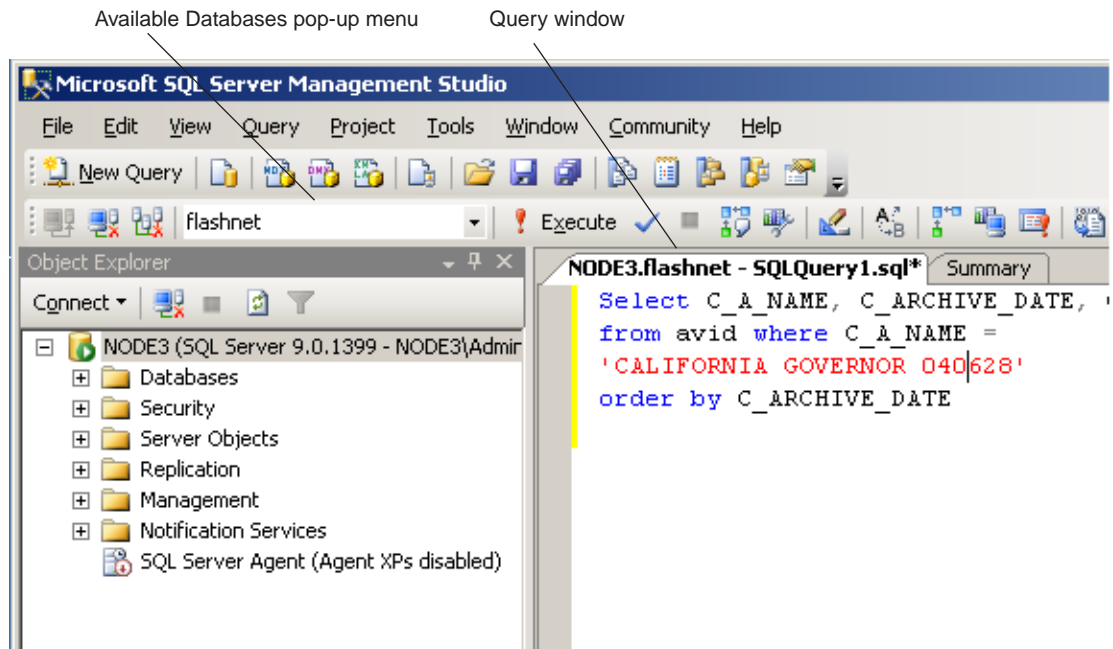 Available Databases pop-up menu Query window
Microsoft SQL Server Management Studio
File Edit View Query Project Tools Window Community Help
New Query
flashnet Execute
Object Explorer
NODE3.flashnet - SQLQuery1.sql* Summary
Connect
Select C_A_NAME, C_ARCHIVE_DATE, '
from avid where C_A_NAME =
'CALIFORNIA GOVERNOR 040628'
order by C_ARCHIVE_DATE
NODE3 (SQL Server 9.0.1399 - NODE3\Admin
Databases
Security
Server Objects
Replication
Management
Notification Services
SQL Server Agent (Agent XPs disabled)